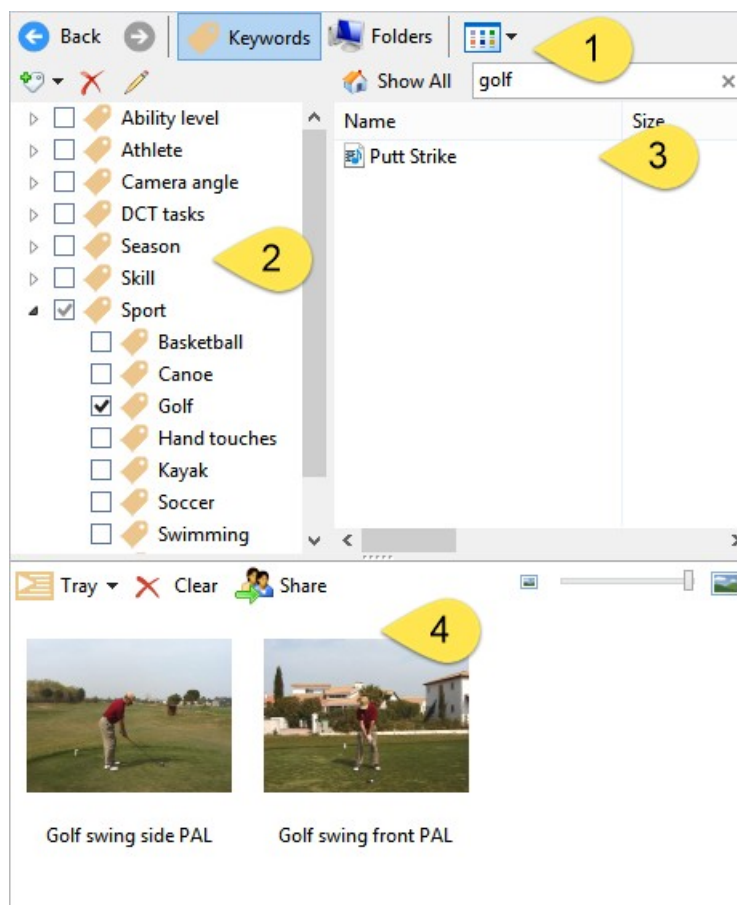 Back Keywords Folders
1
Show All golf
Ability level
Athlete
Camera angle
DCT tasks
Season
Skill
Sport
Basketball
Canoe
Golf
Hand touches
Kayak
Soccer
Swimming
2
Name Size
Putt Strike
3
Tray Clear Share
4
Golf swing side PAL Golf swing front PAL